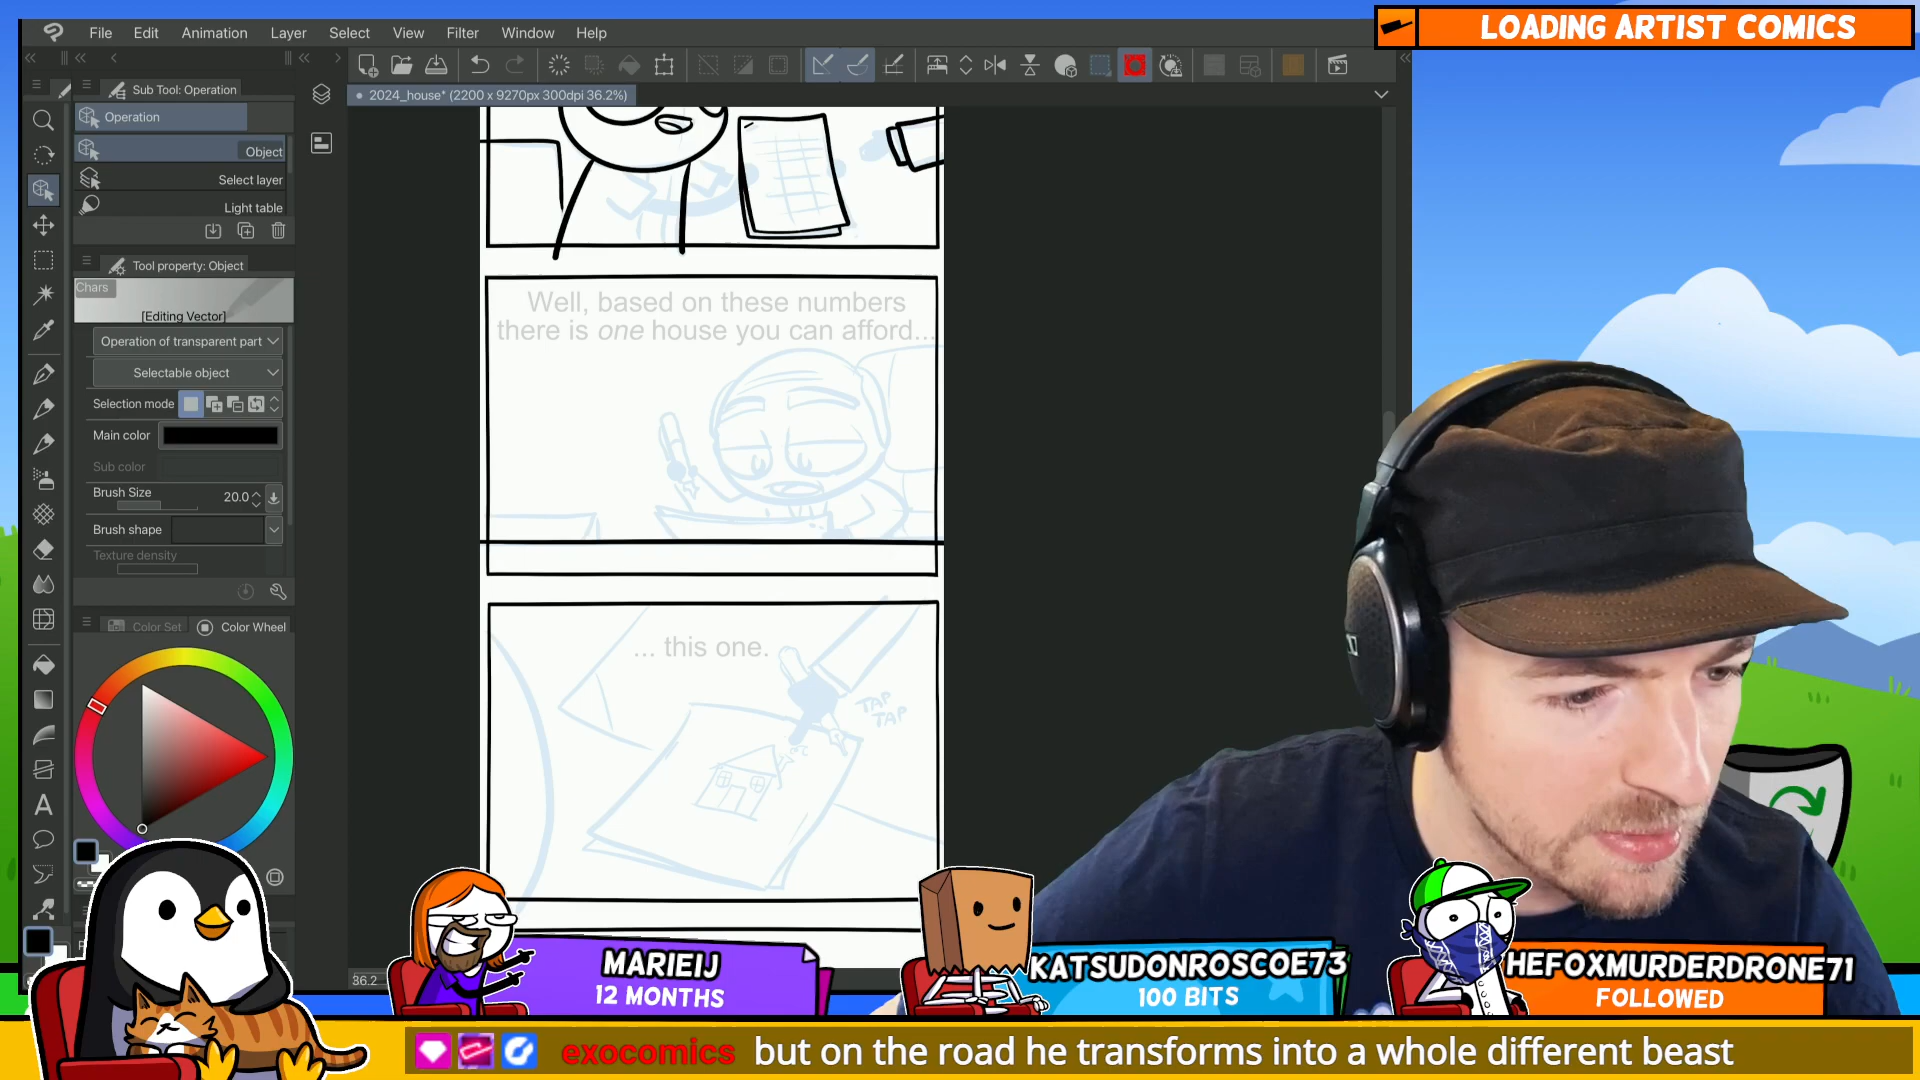 LOADING ARTIST COMICS
File Edit Animation Layer Select View Filter Window Help
Sub Tool: Operation
2024_house* (2200 x 9270px 300dpi 36.2%)
Operation
Object
Select layer
Light table
Tool property: Object
Chars
[Editing Vector]
Operation of transparent part
Selectable object
Selection mode
Main color
Sub color
Brush Size 20.0
Brush shape
Texture density
Color Set Color Wheel
Well, based on these numbers
there is one house you can afford...
... this one.
TAP
TAP
36.2
MARIEIJ
12 MONTHS
KATSUDONROSCOE73
100 BITS
HEFOXMURDERDRONE71
FOLLOWED
exocomics but on the road he transforms into a whole different beast